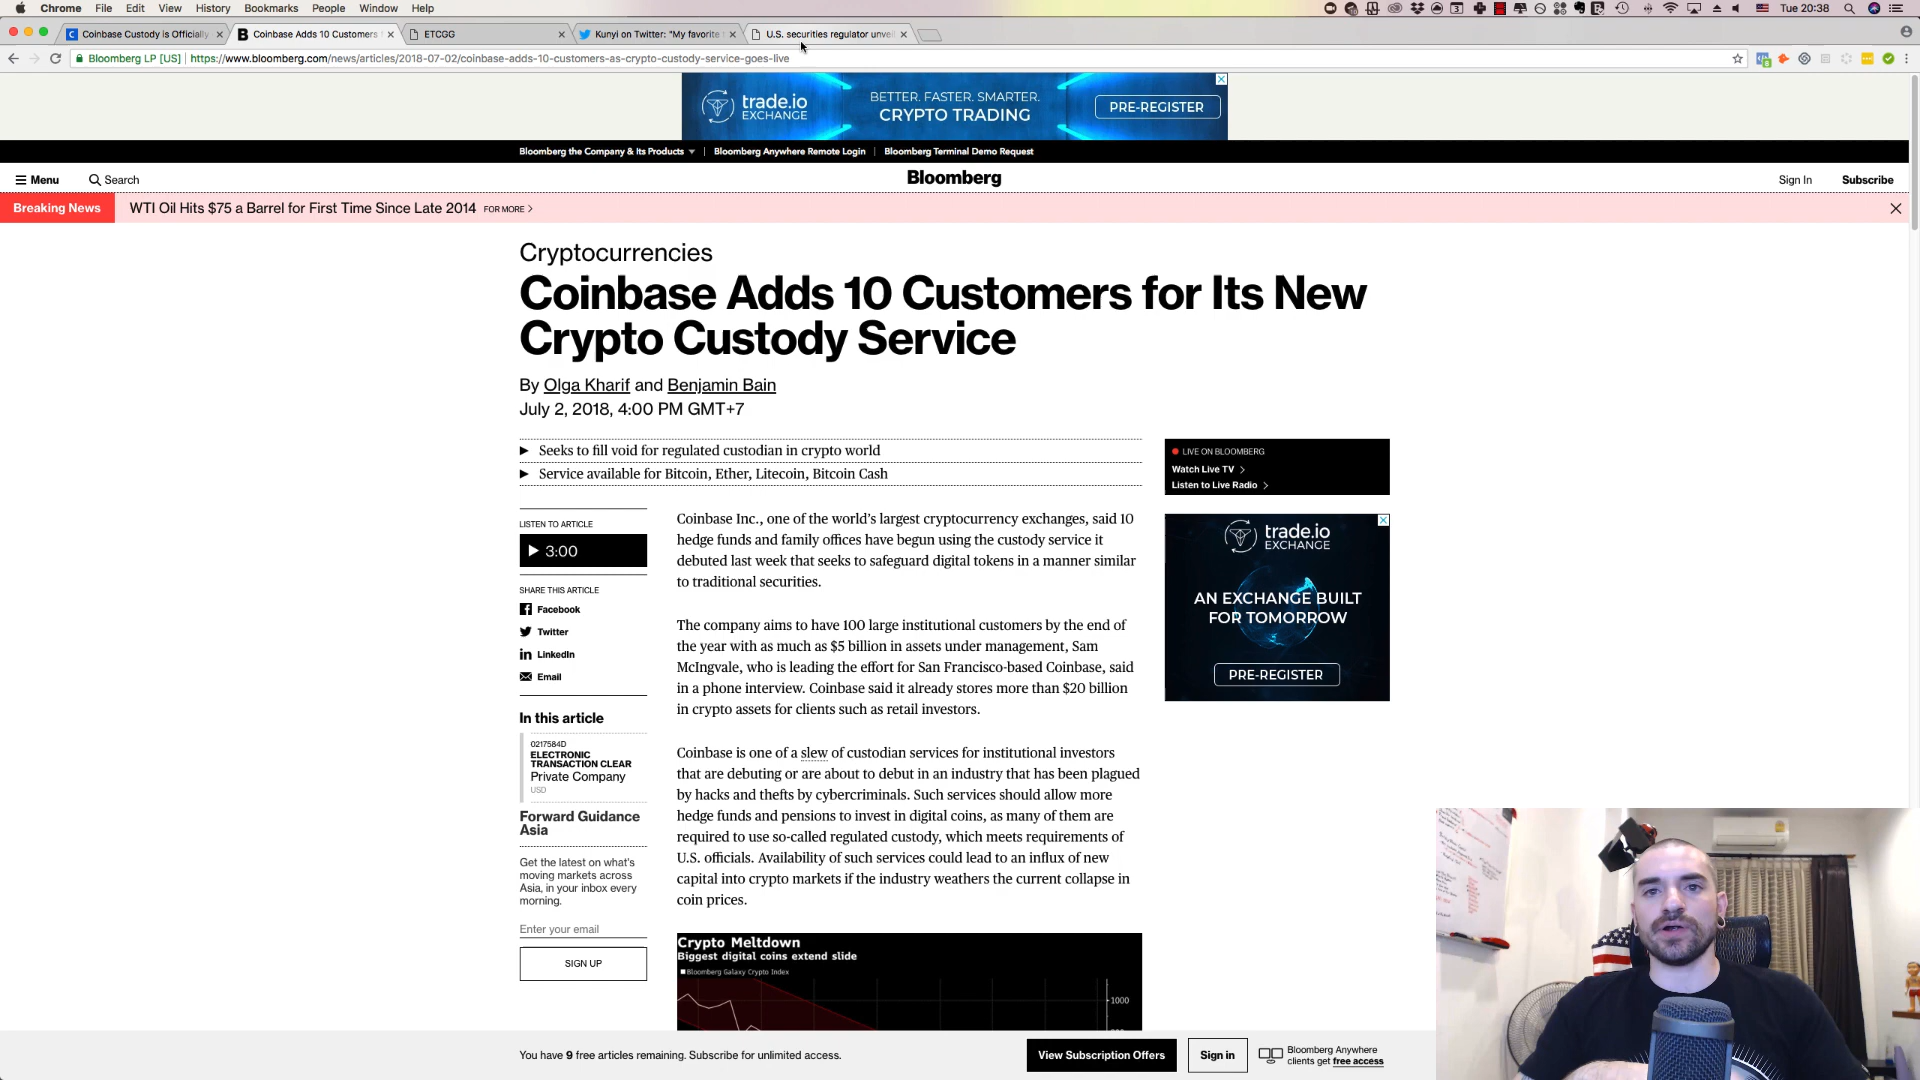 Chrome File Edit View History Bookmarks People Window Help
Tue 20:38
Coinbase Custody is Officially
Coinbase Adds 10 Customers
ETCGG
Kunyi on Twitter: "My favorite
U.S. securities regulator unvei
Bloomberg LP [US] | https://www.bloomberg.com/news/articles/2018-07-02/coinbase-adds-10-customers-as-crypto-custody-service-goes-live
trade.io
EXCHANGE
BETTER. FASTER. SMARTER.
CRYPTO TRADING
PRE-REGISTER
Bloomberg the Company & Its Products | Bloomberg Anywhere Remote Login | Bloomberg Terminal Demo Request
Menu Search
Bloomberg
Sign In Subscribe
Breaking News WTI Oil Hits $75 a Barrel for First Time Since Late 2014 FOR MORE
Cryptocurrencies
Coinbase Adds 10 Customers for Its New
Crypto Custody Service
By Olga Kharif and Benjamin Bain
July 2, 2018, 4:00 PM GMT+7
Seeks to fill void for regulated custodian in crypto world
Service available for Bitcoin, Ether, Litecoin, Bitcoin Cash
LIVE ON BLOOMBERG
Watch Live TV
Listen to Live Radio
LISTEN TO ARTICLE
3:00
SHARE THIS ARTICLE
Facebook
Twitter
LinkedIn
Email
In this article
0217584D
ELECTRONIC
TRANSACTION CLEAR
Private Company
USD
Forward Guidance
Asia
Get the latest on what's
moving markets across
Asia, in your inbox every
morning.
Enter your email
SIGN UP
Coinbase Inc., one of the world's largest cryptocurrency exchanges, said 10
hedge funds and family offices have begun using the custody service it
debuted last week that seeks to safeguard digital tokens in a manner similar
to traditional securities.
The company aims to have 100 large institutional customers by the end of
the year with as much as $5 billion in assets under management, Sam
McIngvale, who is leading the effort for San Francisco-based Coinbase, said
in a phone interview. Coinbase said it already stores more than $20 billion
in crypto assets for clients such as retail investors.
Coinbase is one of a slew of custodian services for institutional investors
that are debuting or are about to debut in an industry that has been plagued
by hacks and thefts by cybercriminals. Such services should allow more
hedge funds and pensions to invest in digital coins, as many of them are
required to use so-called regulated custody, which meets requirements of
U.S. officials. Availability of such services could lead to an influx of new
capital into crypto markets if the industry weathers the current collapse in
coin prices.
trade.io
EXCHANGE
AN EXCHANGE BUILT
FOR TOMORROW
PRE-REGISTER
Crypto Meltdown
Biggest digital coins extend slide
Bloomberg Galaxy Crypto Index
1000
You have 9 free articles remaining. Subscribe for unlimited access.
View Subscription Offers
Sign in
Bloomberg Anywhere
clients get free access